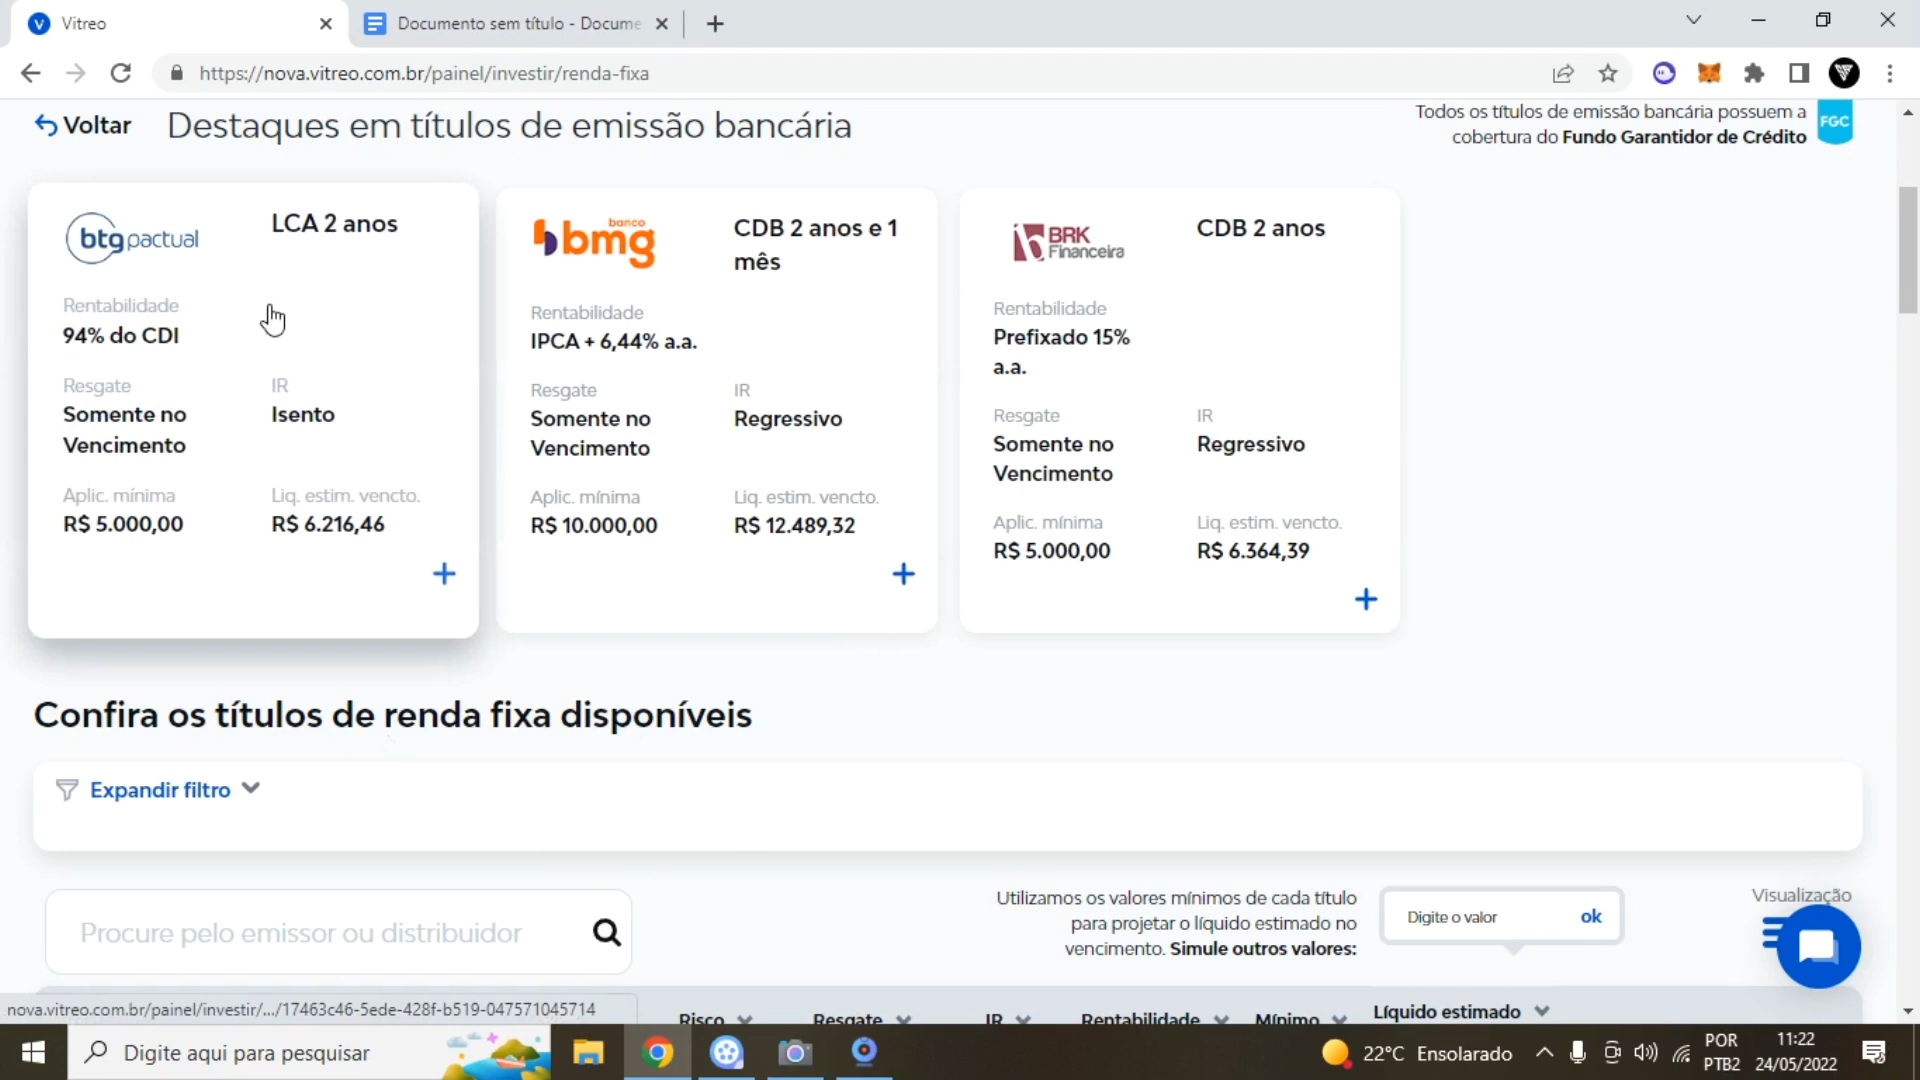 Vitreo
Documento sem título - Docume
https://nova.vitreo.com.br/painel/investir/renda-fixa
Voltar
Destaques em títulos de emissão bancária
Todos os títulos de emissão bancária possuem a
cobertura do Fundo Garantidor de Crédito
FGC
btgpactual
LCA 2 anos
Rentabilidade
94% do CDI
Resgate
IR
Somente no
Vencimento
Isento
Aplic. mínima
Liq. estim. vencto.
R$ 5.000,00
R$ 6.216,46
+
banco
bmg
CDB 2 anos e 1
mês
Rentabilidade
IPCA + 6,44% a.a.
Resgate
IR
Somente no
Vencimento
Regressivo
Aplic. mínima
Liq. estim. vencto.
R$ 10.000,00
R$ 12.489,32
+
BRK
Financeira
CDB 2 anos
Rentabilidade
Prefixado 15%
a.a.
Resgate
IR
Somente no
Vencimento
Regressivo
Aplic. mínima
Liq. estim. vencto.
R$ 5.000,00
R$ 6.364,39
+
Confira os títulos de renda fixa disponíveis
Expandir filtro
Procure pelo emissor ou distribuidor
Utilizamos os valores mínimos de cada título
para projetar o líquido estimado no
vencimento. Simule outros valores:
Digite o valor
ok
Visualização
nova.vitreo.com.br/painel/investir/.../17463c46-5ede-428f-b519-047571045714
Risco
Resgate
IR
Rentabilidade
Mínimo
Líquido estimado
Digite aqui para pesquisar
22°C Ensolarado
POR
PTB2
11:22
24/05/2022